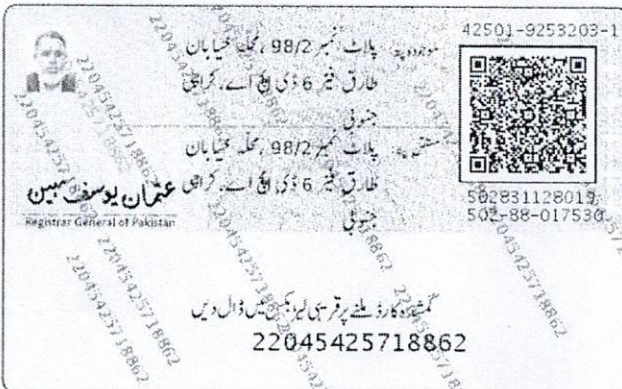 42501-9253203-1
موجودہ پتہ: پلاٹ نمبر 98/2، محلہ خیابان
طارق فیز 6 ڈی ایچ اے، کراچی
جنوبی
مستقل پتہ: پلاٹ نمبر 98/2، محلہ خیابان
طارق فیز 6 ڈی ایچ اے، کراچی
جنوبی
عثمان یوسف مبین
Registrar General of Pakistan
502831128019
502-88-017530
گمشدہ کارڈ ملنے پر قریبی لیٹر بکس میں ڈال دیں
22045425718862